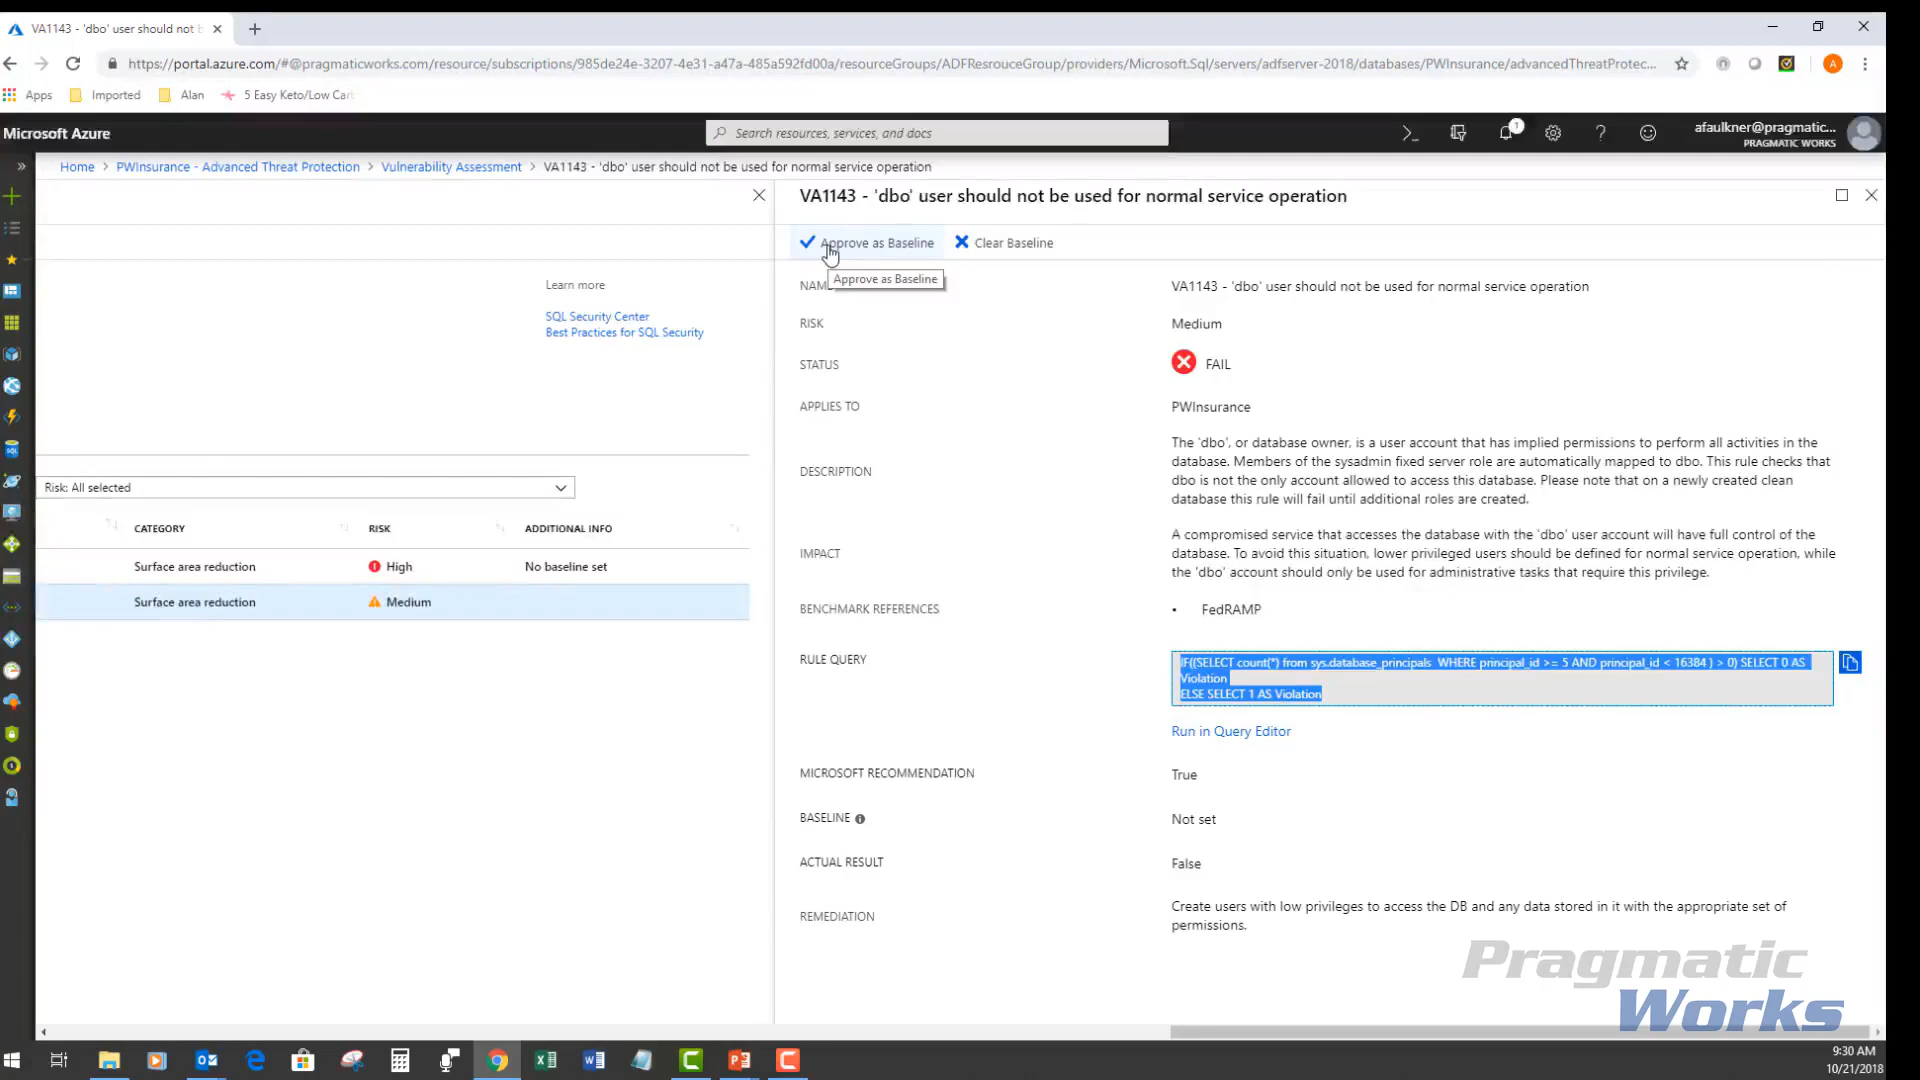 VA1143 - 'dbo' user should not b
https://portal.azure.com/#@pragmaticworks.com/resource/subscriptions/985de24e-3207-4e31-a47a-485a592fd00a/resourceGroups/ADFResrouceGroup/providers/Microsoft.Sql/servers/adfserver-2018/databases/PWInsurance/advancedThreatProtec...
A
Apps
Imported
Alan
5 Easy Keto/Low Car
Microsoft Azure
Search resources, services, and docs
1
afaulkner@pragmatic...
PRAGMATIC WORKS
Home > PWInsurance - Advanced Threat Protection > Vulnerability Assessment > VA1143 - 'dbo' user should not be used for normal service operation
VA1143 - 'dbo' user should not be used for normal service operation
Approve as Baseline
Clear Baseline
Approve as Baseline
Learn more
SQL Security Center
Best Practices for SQL Security
Risk: All selected
CATEGORY RISK ADDITIONAL INFO
Surface area reduction High No baseline set
Surface area reduction Medium
NAM VA1143 - 'dbo' user should not be used for normal service operation
RISK Medium
STATUS FAIL
APPLIES TO PWInsurance
DESCRIPTION
The 'dbo', or database owner, is a user account that has implied permissions to perform all activities in the
database. Members of the sysadmin fixed server role are automatically mapped to dbo. This rule checks that
dbo is not the only account allowed to access this database. Please note that on a newly created clean
database this rule will fail until additional roles are created.
IMPACT
A compromised service that accesses the database with the 'dbo' user account will have full control of the
database. To avoid this situation, lower privileged users should be defined for normal service operation, while
the 'dbo' account should only be used for administrative tasks that require this privilege.
BENCHMARK REFERENCES • FedRAMP
RULE QUERY
IF((SELECT count(*) from sys.database_principals WHERE principal_id >= 5 AND principal_id < 16384 ) > 0) SELECT 0 AS
Violation
ELSE SELECT 1 AS Violation
Run in Query Editor
MICROSOFT RECOMMENDATION True
BASELINE Not set
ACTUAL RESULT False
REMEDIATION
Create users with low privileges to access the DB and any data stored in it with the appropriate set of
permissions.
Pragmatic
Works
9:30 AM
10/21/2018